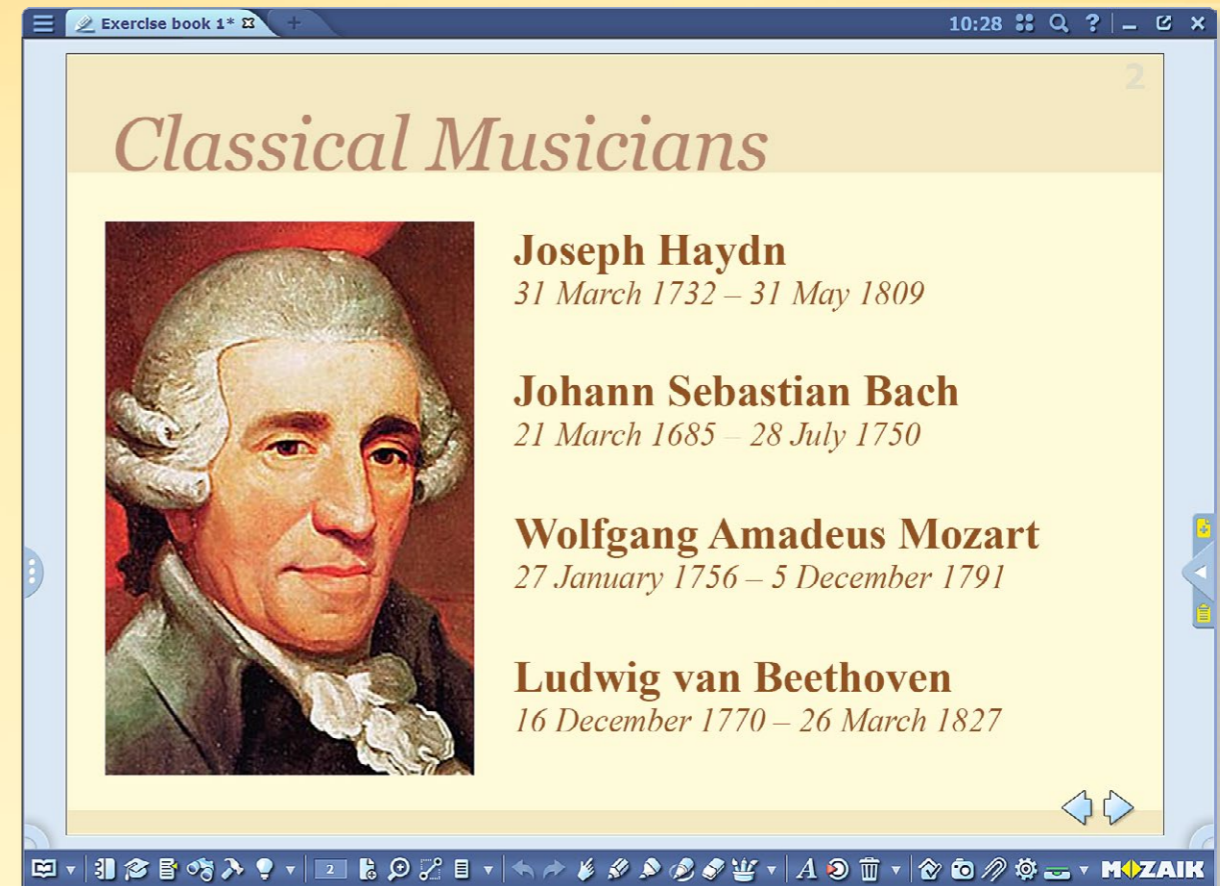 Exercise book 1*
10:28
2
Classical Musicians
Joseph Haydn
31 March 1732 – 31 May 1809
Johann Sebastian Bach
21 March 1685 – 28 July 1750
Wolfgang Amadeus Mozart
27 January 1756 – 5 December 1791
Ludwig van Beethoven
16 December 1770 – 26 March 1827
2
A
MOZAIK